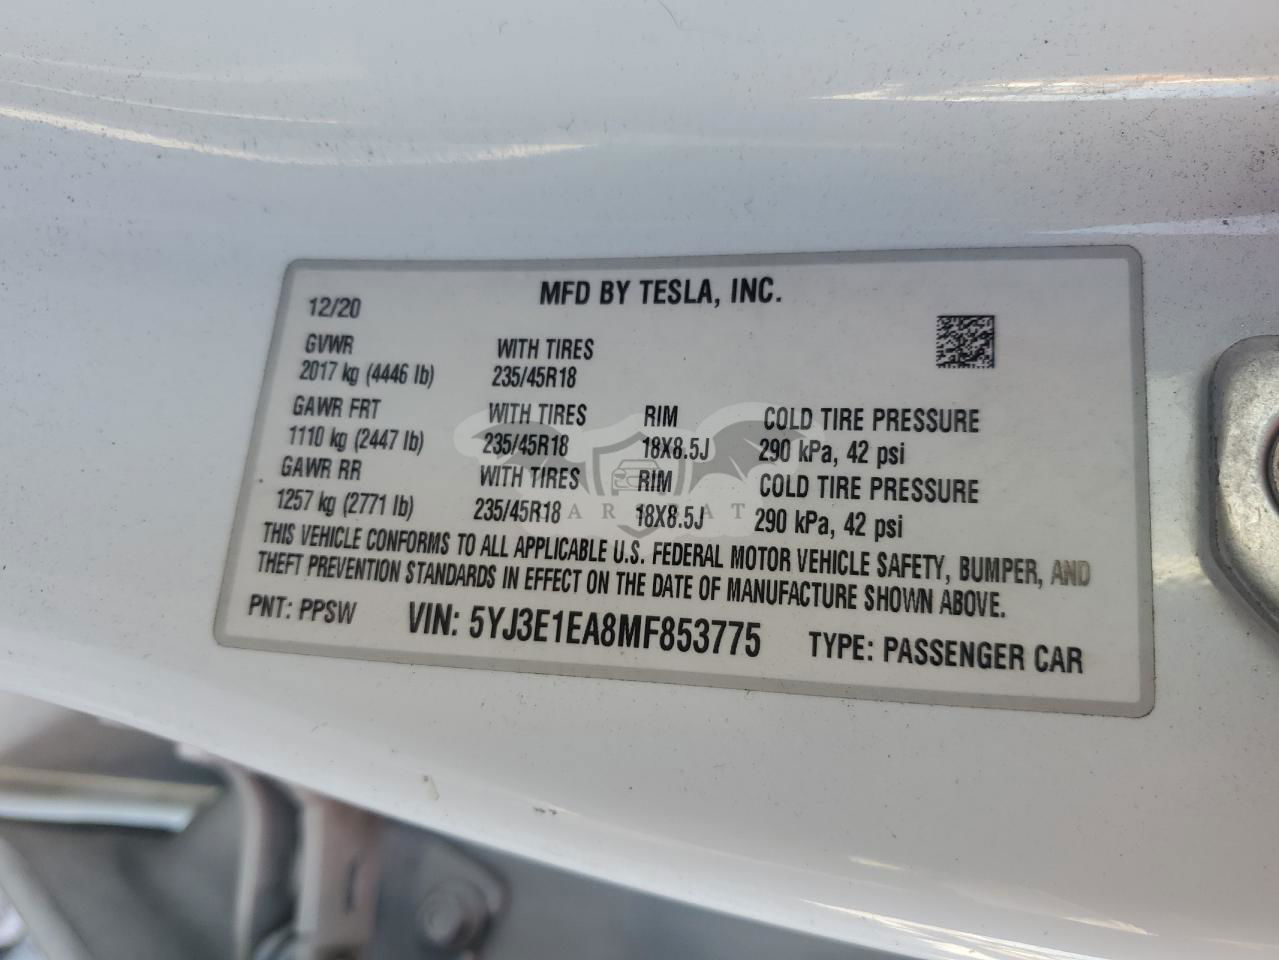 MFD BY TESLA, INC.
12/20
GVWR WITH TIRES
2017 kg (4446 lb) 235/45R18
GAWR FRT WITH TIRES RIM COLD TIRE PRESSURE
1110 kg (2447 lb) 235/45R18 18X8.5J 290 kPa, 42 psi
GAWR RR WITH TIRES RIM COLD TIRE PRESSURE
1257 kg (2771 lb) 235/45R18 18X8.5J 290 kPa, 42 psi
THIS VEHICLE CONFORMS TO ALL APPLICABLE U.S. FEDERAL MOTOR VEHICLE SAFETY, BUMPER, AND
THEFT PREVENTION STANDARDS IN EFFECT ON THE DATE OF MANUFACTURE SHOWN ABOVE.
PNT: PPSW VIN: 5YJ3E1EA8MF853775 TYPE: PASSENGER CAR